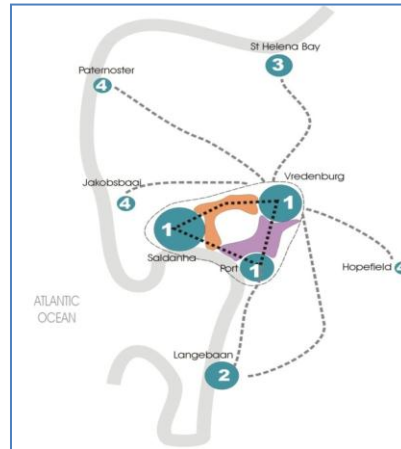 St Helena Bay
3
Paternoster
4
Vredenburg
1
Jakobsbaai
4
1
Saldanha
Port
1
Hopefield
4
ATLANTIC
OCEAN
Langebaan
2